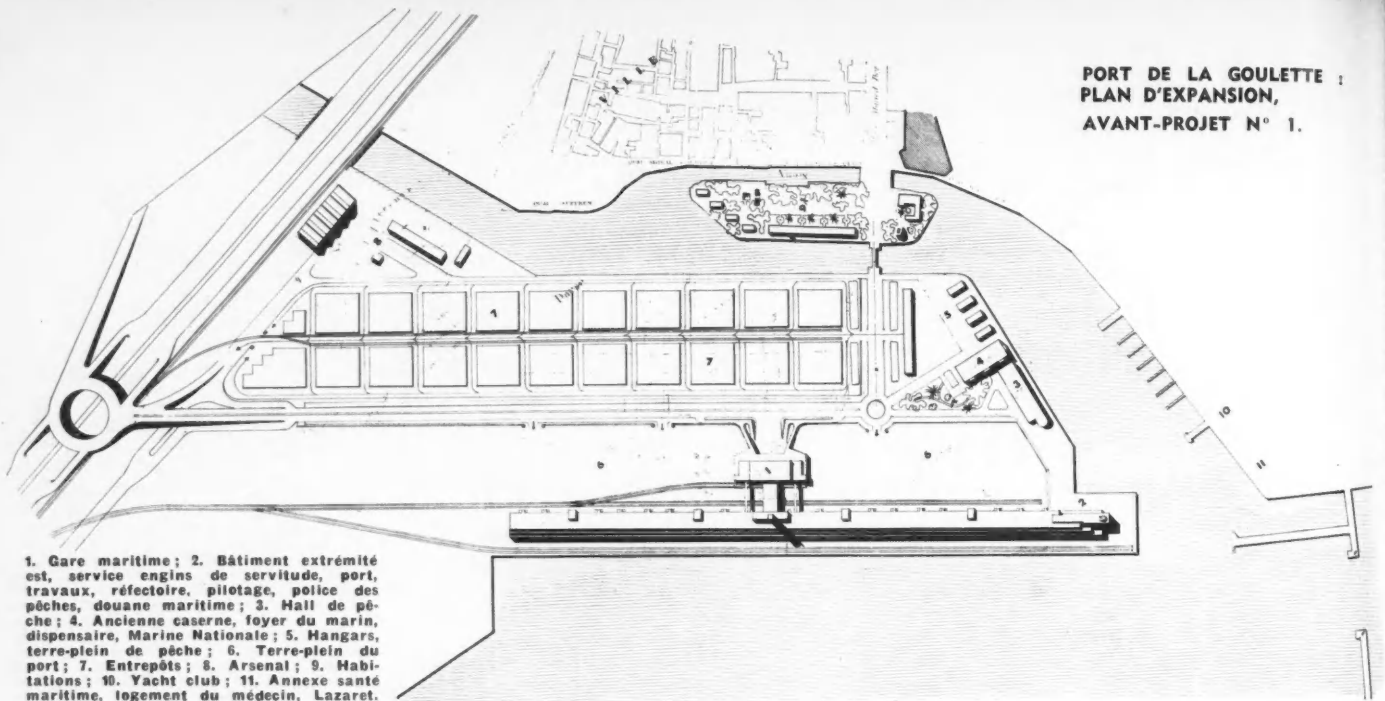 PORT DE LA GOULETTE :
PLAN D'EXPANSION,
AVANT-PROJET N° 1.
VILLE
10
11
5
4
3
7
7
6
6
1
2
8
9
1. Gare maritime ; 2. Bâtiment extrémité
est, service engins de servitude, port,
travaux, réfectoire, pilotage, police des
pêches, douane maritime ; 3. Hall de pê-
che ; 4. Ancienne caserne, foyer du marin,
dispensaire, Marine Nationale ; 5. Hangars,
terre-plein de pêche ; 6. Terre-plein du
port ; 7. Entrepôts ; 8. Arsenal ; 9. Habi-
tations ; 10. Yacht club ; 11. Annexe santé
maritime, logement du médecin, Lazaret.